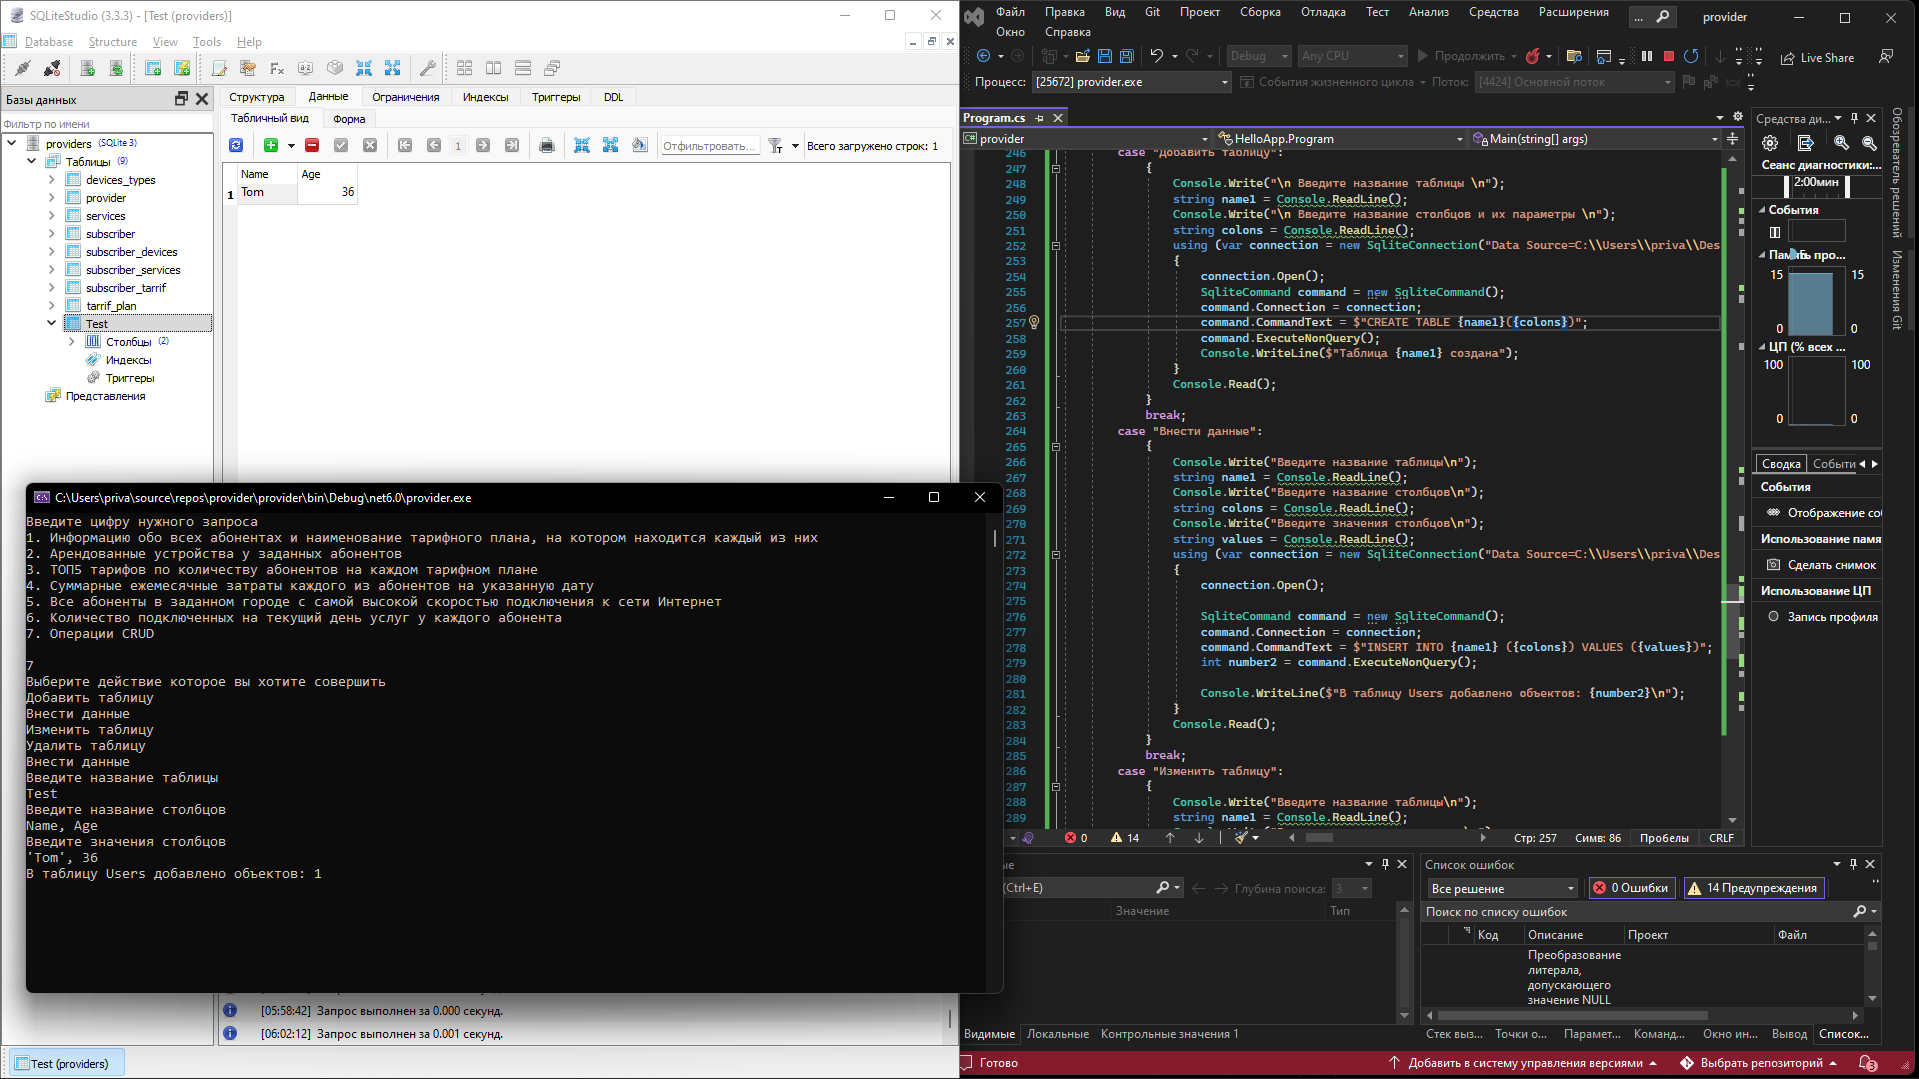 SQLiteStudio (3.3.3) - [Test (providers)]
Database Structure View Tools Help
Базы данных
Фильтр по имени
providers (SQLite 3)
Таблицы (9)
devices_types
provider
services
subscriber
subscriber_devices
subscriber_services
subscriber_tarrif
tarrif_plan
Test
Столбцы (2)
Индексы
Триггеры
Представления
Структура Данные Ограничения Индексы Триггеры DDL
Табличный вид Форма
1 Отфильтровать... Всего загружено строк: 1
Name Age
1 Tom 36
C:\Users\priva\source\repos\provider\provider\bin\Debug\net6.0\provider.exe
Введите цифру нужного запроса
1. Информацию обо всех абонентах и наименование тарифного плана, на котором находится каждый из них
2. Арендованные устройства у заданных абонентов
3. ТОП5 тарифов по количеству абонентов на каждом тарифном плане
4. Суммарные ежемесячные затраты каждого из абонентов на указанную дату
5. Все абоненты в заданном городе с самой высокой скоростью подключения к сети Интернет
6. Количество подключенных на текущий день услуг у каждого абонента
7. Операции CRUD
7
Выберите действие которое вы хотите совершить
Добавить таблицу
Внести данные
Изменить таблицу
Удалить таблицу
Внести данные
Введите название таблицы
Test
Введите название столбцов
Name, Age
Введите значения столбцов
'Tom', 36
В таблицу Users добавлено объектов: 1
[05:58:42] Запрос выполнен за 0.000 секунд.
[06:02:12] Запрос выполнен за 0.001 секунд.
Test (providers)
Файл Правка Вид Git Проект Сборка Отладка Тест Анализ Средства Расширения ... provider
Окно Справка
Debug Any CPU Продолжить Live Share
Процесс: [25672] provider.exe События жизненного цикла Поток: [4424] Основной поток
Program.cs
provider HelloApp.Program Main(string[] args)
246 case "Добавить таблицу":
247 {
248 Console.Write("\n Введите название таблицы \n");
249 string name1 = Console.ReadLine();
250 Console.Write("\n Введите название столбцов и их параметры \n");
251 string colons = Console.ReadLine();
252 using (var connection = new SqliteConnection("Data Source=C:\\Users\\priva\\Des
253 {
254 connection.Open();
255 SqliteCommand command = new SqliteCommand();
256 command.Connection = connection;
257 command.CommandText = $"CREATE TABLE {name1}({colons})";
258 command.ExecuteNonQuery();
259 Console.WriteLine($"Таблица {name1} создана");
260 }
261 Console.Read();
262 }
263 break;
264 case "Внести данные":
265 {
266 Console.Write("Введите название таблицы\n");
267 string name1 = Console.ReadLine();
268 Console.Write("Введите название столбцов\n");
269 string colons = Console.ReadLine();
270 Console.Write("Введите значения столбцов\n");
271 string values = Console.ReadLine();
272 using (var connection = new SqliteConnection("Data Source=C:\\Users\\priva\\Des
273 {
274 connection.Open();
275
276 SqliteCommand command = new SqliteCommand();
277 command.Connection = connection;
278 command.CommandText = $"INSERT INTO {name1} ({colons}) VALUES ({values})";
279 int number2 = command.ExecuteNonQuery();
280
281 Console.WriteLine($"В таблицу Users добавлено объектов: {number2}\n");
282 }
283 Console.Read();
284 }
285 break;
286 case "Изменить таблицу":
287 {
288 Console.Write("Введите название таблицы\n");
289 string name1 = Console.ReadLine();
0 14 Стр: 257 Симв: 86 Пробелы CRLF
Средства ди...
Сеанс диагностики:...
2:00мин
События
Память про...
15 15
0 0
ЦП (% всех ...
100 100
0 0
Сводка Событи
События
Отображение со
Использование памя
Сделать снимок
Использование ЦП
Запись профиля
Обозреватель решений
Изменения Git
ые
(Ctrl+E) Глубина поиска: 3
Значение Тип
Видимые Локальные Контрольные значения 1
Список ошибок
Все решение 0 Ошибки 14 Предупреждения
Поиск по списку ошибок
Код Описание Проект Файл
Преобразование
литерала,
допускающего
значение NULL
Стек выз... Точки о... Парамет... Команд... Окно ин... Вывод Список...
Готово Добавить в систему управления версиями Выбрать репозиторий 3